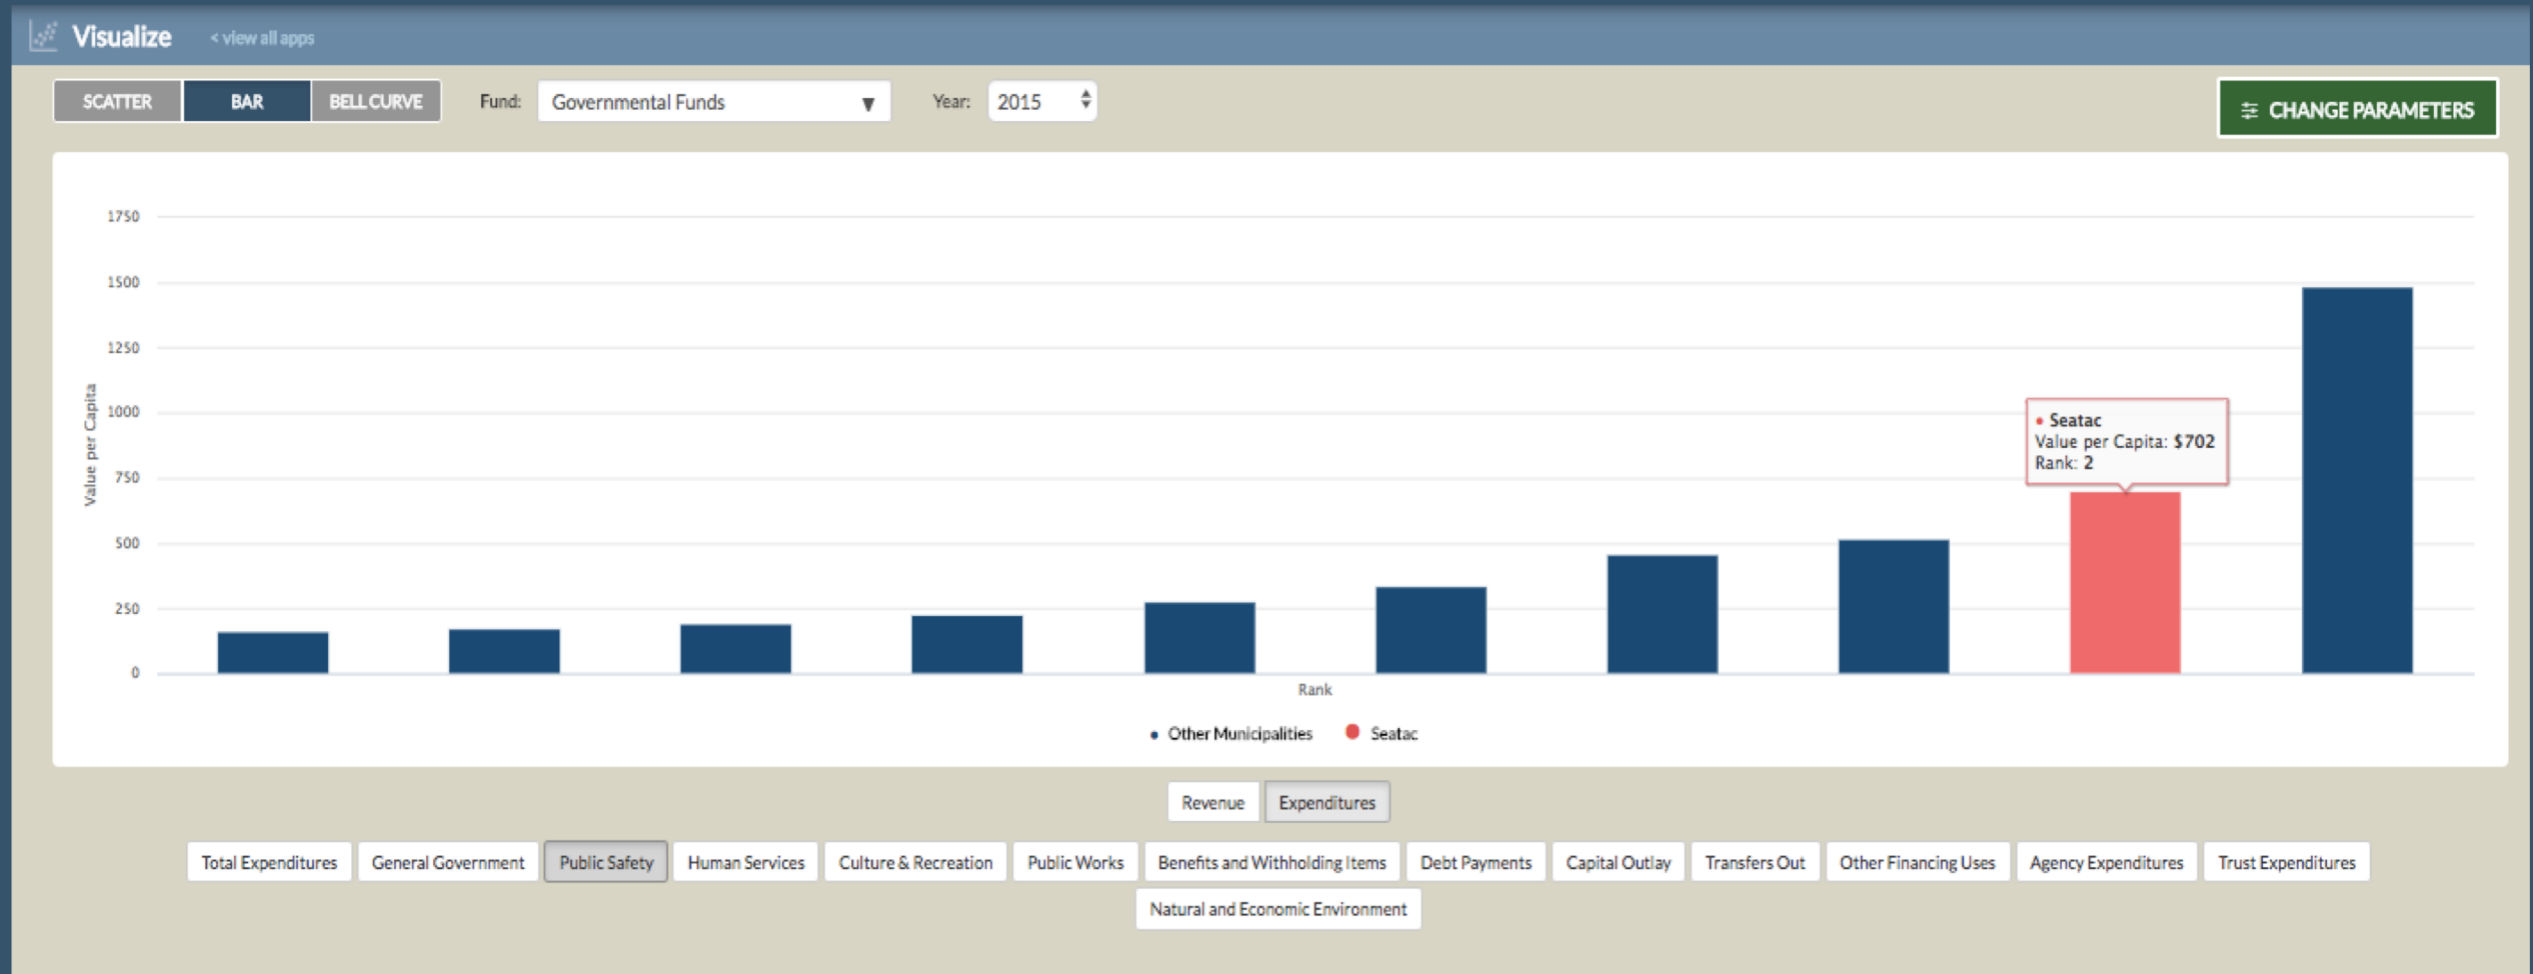 Visualize < view all apps
SCATTER BAR BELL CURVE Fund: Governmental Funds ▼ Year: 2015 CHANGE PARAMETERS
1750
1500
1250
1000
750
500
250
0
Value per Capita
• Seatac
Value per Capita: $702
Rank: 2
Rank
Other Municipalities Seatac
Revenue Expenditures
Total Expenditures General Government Public Safety Human Services Culture & Recreation Public Works Benefits and Withholding Items Debt Payments Capital Outlay Transfers Out Other Financing Uses Agency Expenditures Trust Expenditures
Natural and Economic Environment